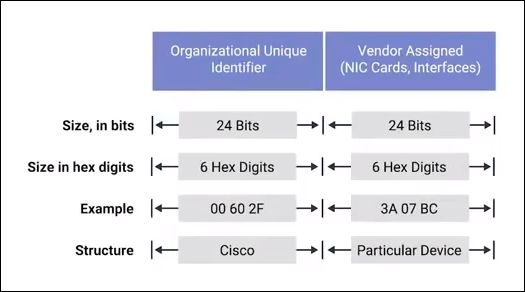 Organizational Unique
Identifier
Vendor Assigned
(NIC Cards, Interfaces)
Size, in bits
24 Bits
24 Bits
Size in hex digits
6 Hex Digits
6 Hex Digits
Example
00 60 2F
3A 07 BC
Structure
Cisco
Particular Device